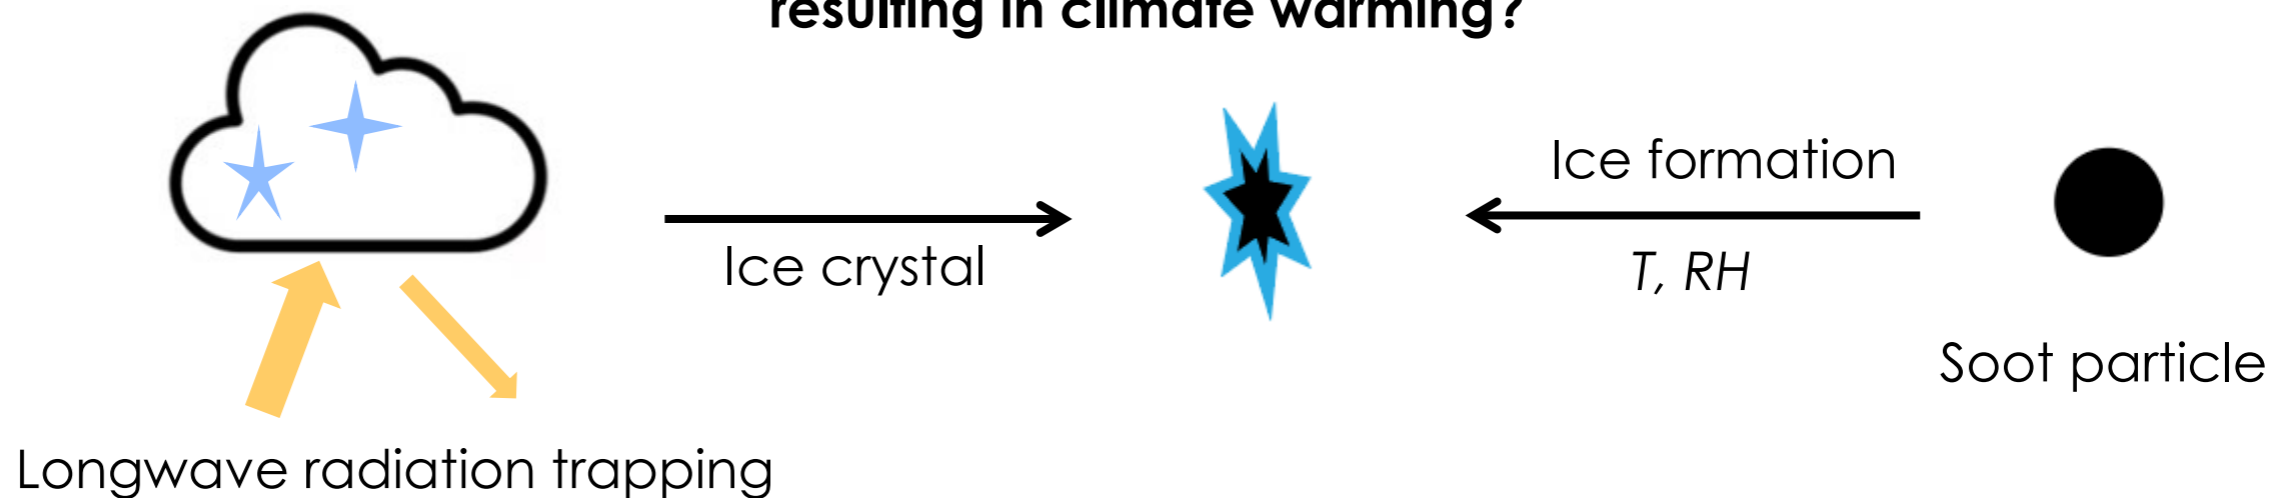 resulting in climate warming?
Ice formation
Ice crystal
T, RH
Soot particle
Longwave radiation trapping